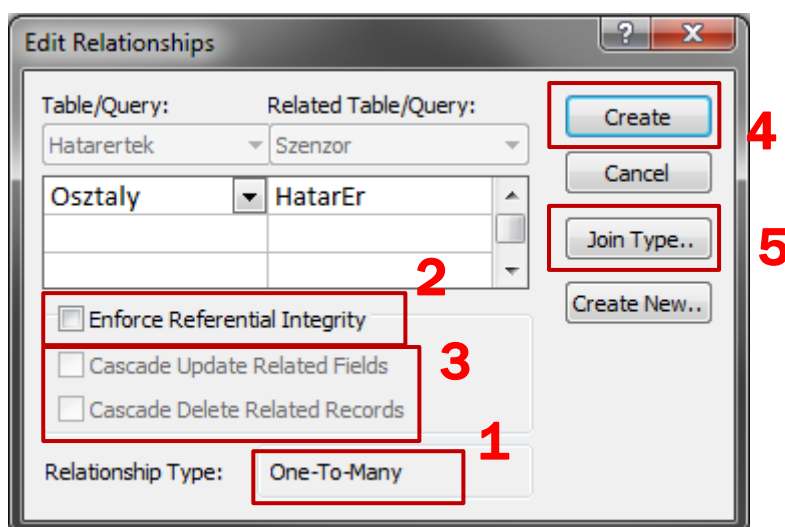 Edit Relationships
?
Table/Query: Related Table/Query:
Hatarertek Szenzor
Create
4
Cancel
Osztaly HatarEr
Join Type..
5
2
Create New..
Enforce Referential Integrity
Cascade Update Related Fields
3
Cascade Delete Related Records
1
Relationship Type: One-To-Many